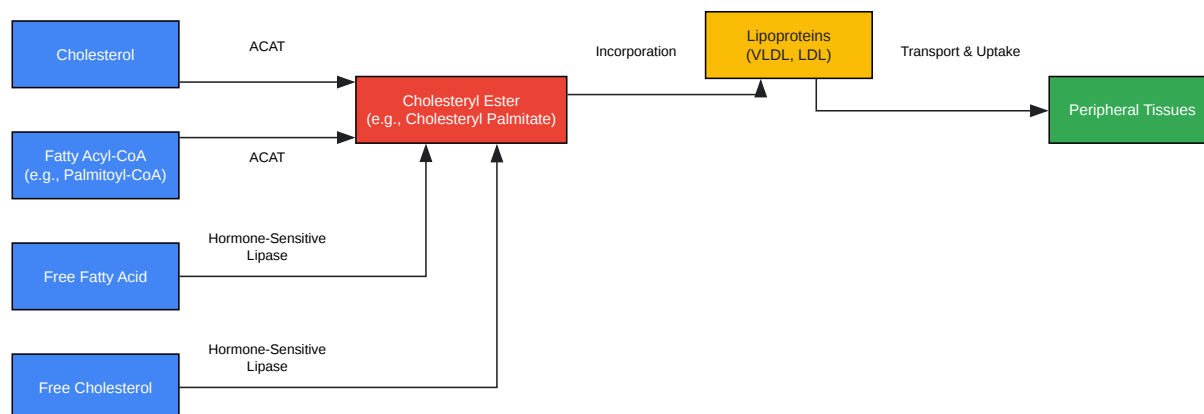 Cholesterol
ACAT
Fatty Acyl-CoA
(e.g., Palmitoyl-CoA)
ACAT
Free Fatty Acid
Hormone-Sensitive
Lipase
Free Cholesterol
Hormone-Sensitive
Lipase
Cholesteryl Ester
(e.g., Cholesteryl Palmitate)
Incorporation
Lipoproteins
(VLDL, LDL)
Transport & Uptake
Peripheral Tissues